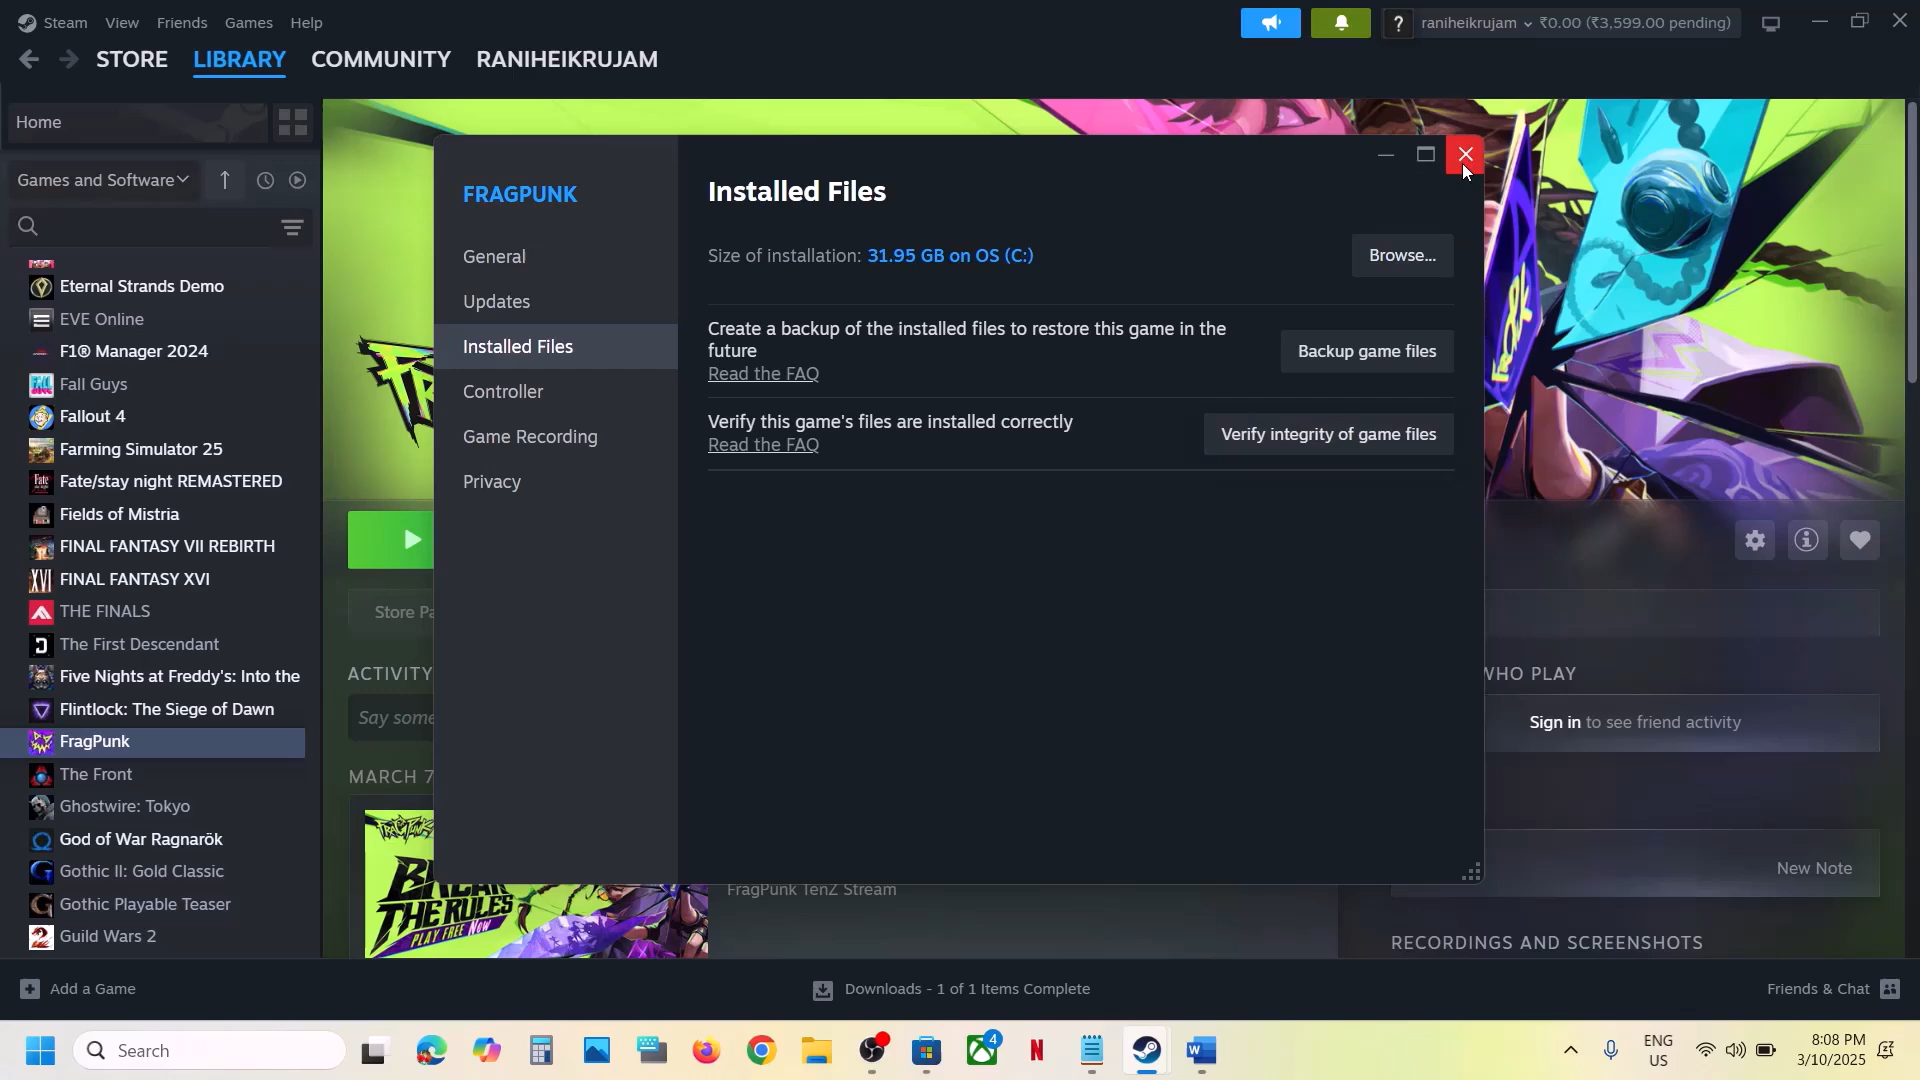 Steam View Friends Games Help
raniheikrujam ₹0.00 (₹3,599.00 pending)
STORE LIBRARY COMMUNITY RANIHEIKRUJAM
Home
Games and Software
Eternal Strands Demo
EVE Online
F1® Manager 2024
Fall Guys
Fallout 4
Farming Simulator 25
Fate/stay night REMASTERED
Fields of Mistria
FINAL FANTASY VII REBIRTH
FINAL FANTASY XVI
THE FINALS
The First Descendant
Five Nights at Freddy's: Into the
Flintlock: The Siege of Dawn
FragPunk
The Front
Ghostwire: Tokyo
God of War Ragnarök
Gothic II: Gold Classic
Gothic Playable Teaser
Guild Wars 2
FRAGPUNK
General
Updates
Installed Files
Controller
Game Recording
Privacy
Installed Files
Size of installation: 31.95 GB on OS (C:)
Browse...
Create a backup of the installed files to restore this game in the
future
Read the FAQ
Backup game files
Verify this game's files are installed correctly
Read the FAQ
Verify integrity of game files
Store Pa
ACTIVITY
Say some
MARCH 7
BREAK
THE RULES
PLAY FREE NOW
FragPunk TenZ Stream
WHO PLAY
Sign in to see friend activity
New Note
RECORDINGS AND SCREENSHOTS
Add a Game
Downloads - 1 of 1 Items Complete
Friends & Chat
Search
4
ENG
US
8:08 PM
3/10/2025